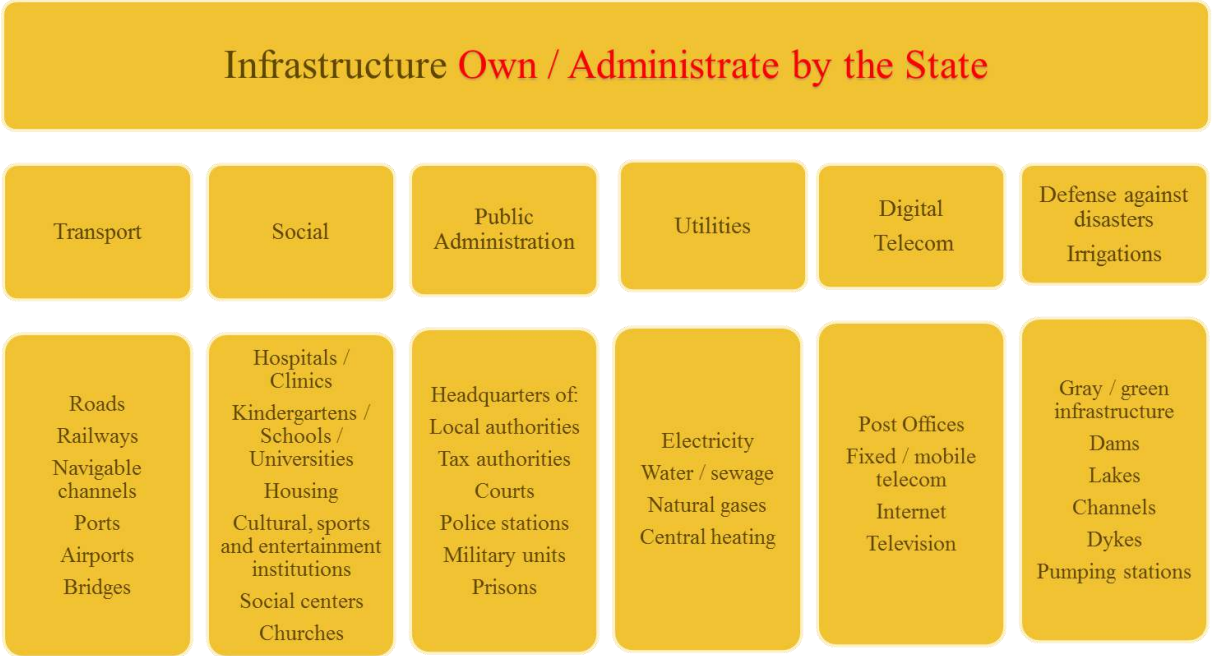 Infrastructure Own / Administrate by the State
Transport
Social
Public
Administration
Utilities
Digital
Telecom
Defense against
disasters
Irrigations
Roads
Railways
Navigable
channels
Ports
Airports
Bridges
Hospitals /
Clinics
Kindergartens /
Schools /
Universities
Housing
Cultural, sports
and entertainment
institutions
Social centers
Churches
Headquarters of:
Local authorities
Tax authorities
Courts
Police stations
Military units
Prisons
Electricity
Water / sewage
Natural gases
Central heating
Post Offices
Fixed / mobile
telecom
Internet
Television
Gray / green
infrastructure
Dams
Lakes
Channels
Dykes
Pumping stations